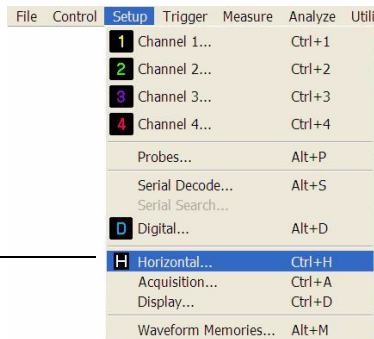 File Control Setup Trigger Measure Analyze Utili
1 Channel 1... Ctrl+1
2 Channel 2... Ctrl+2
3 Channel 3... Ctrl+3
4 Channel 4... Ctrl+4
Probes... Alt+P
Serial Decode... Alt+S
Serial Search...
D Digital... Alt+D
H Horizontal... Ctrl+H
Acquisition... Ctrl+A
Display... Ctrl+D
Waveform Memories... Alt+M